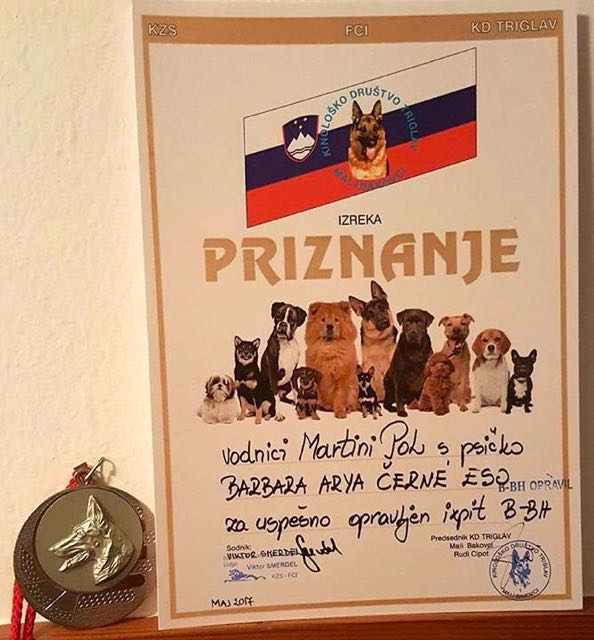 KZS FCI KD TRIGLAV
KINOLOŠKO DRUŠTVO TRIGLAV
MALI BAKOVCI
IZREKA
PRIZNANJE
vodnici Martini Pol s psičko
BARBARA ARYA ČERNE ESO
B-BH OPRAVIL
za uspešno opravljen izpit B-BH
Sodnik:
VIKTOR SMERDEL
Viktor SMERDEL
KZS - FCI
Predsednik KD TRIGLAV
Mali Bakovci
Rudi Cipot
KINOLOŠKO DRUŠTVO TRIGLAV
MALI BAKOVCI
MAJ 2017